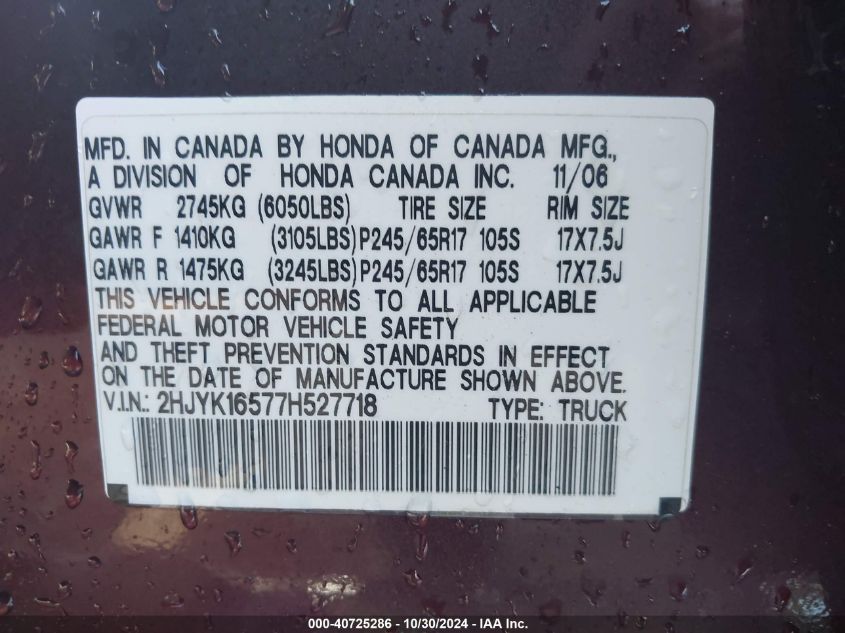 MFD. IN CANADA BY HONDA OF CANADA MFG.,
A DIVISION OF HONDA CANADA INC. 11/06
GVWR 2745KG (6050LBS) TIRE SIZE RIM SIZE
GAWR F 1410KG (3105LBS) P245/65R17 105S 17X7.5J
GAWR R 1475KG (3245LBS) P245/65R17 105S 17X7.5J
THIS VEHICLE CONFORMS TO ALL APPLICABLE
FEDERAL MOTOR VEHICLE SAFETY
AND THEFT PREVENTION STANDARDS IN EFFECT
ON THE DATE OF MANUFACTURE SHOWN ABOVE.
V.I.N.: 2HJYK16577H527718 TYPE: TRUCK
000-40725286 - 10/30/2024 - IAA Inc.